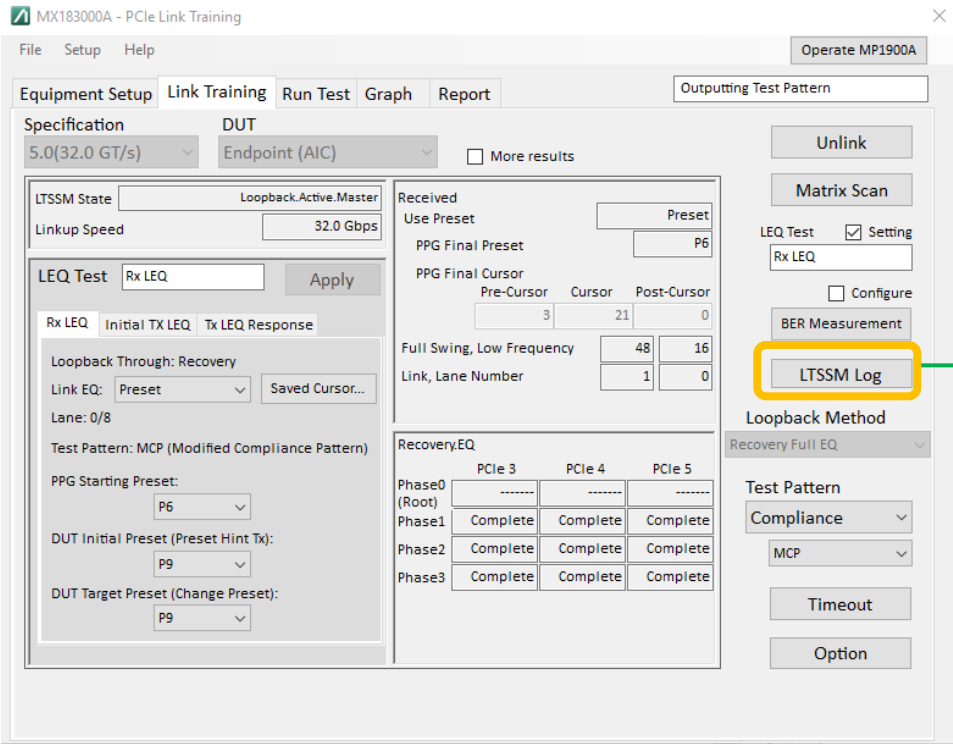 MX183000A - PCIe Link Training
File Setup Help
Operate MP1900A
Equipment Setup Link Training Run Test Graph Report
Outputting Test Pattern
Specification DUT
5.0(32.0 GT/s) Endpoint (AIC)
More results
LTSSM State Loopback.Active.Master
Linkup Speed 32.0 Gbps
LEQ Test Rx LEQ Apply
Rx LEQ Initial TX LEQ Tx LEQ Response
Loopback Through: Recovery
Link EQ: Preset Saved Cursor...
Lane: 0/8
Test Pattern: MCP (Modified Compliance Pattern)
PPG Starting Preset:
P6
DUT Initial Preset (Preset Hint Tx):
P9
DUT Target Preset (Change Preset):
P9
Received
Use Preset Preset
PPG Final Preset P6
PPG Final Cursor
Pre-Cursor Cursor Post-Cursor
3 21 0
Full Swing, Low Frequency 48 16
Link, Lane Number 1 0
Recovery.EQ
PCIe 3 PCIe 4 PCIe 5
Phase0 ------- ------- -------
(Root)
Phase1 Complete Complete Complete
Phase2 Complete Complete Complete
Phase3 Complete Complete Complete
Unlink
Matrix Scan
LEQ Test Setting
Rx LEQ
Configure
BER Measurement
LTSSM Log
Loopback Method
Recovery Full EQ
Test Pattern
Compliance
MCP
Timeout
Option